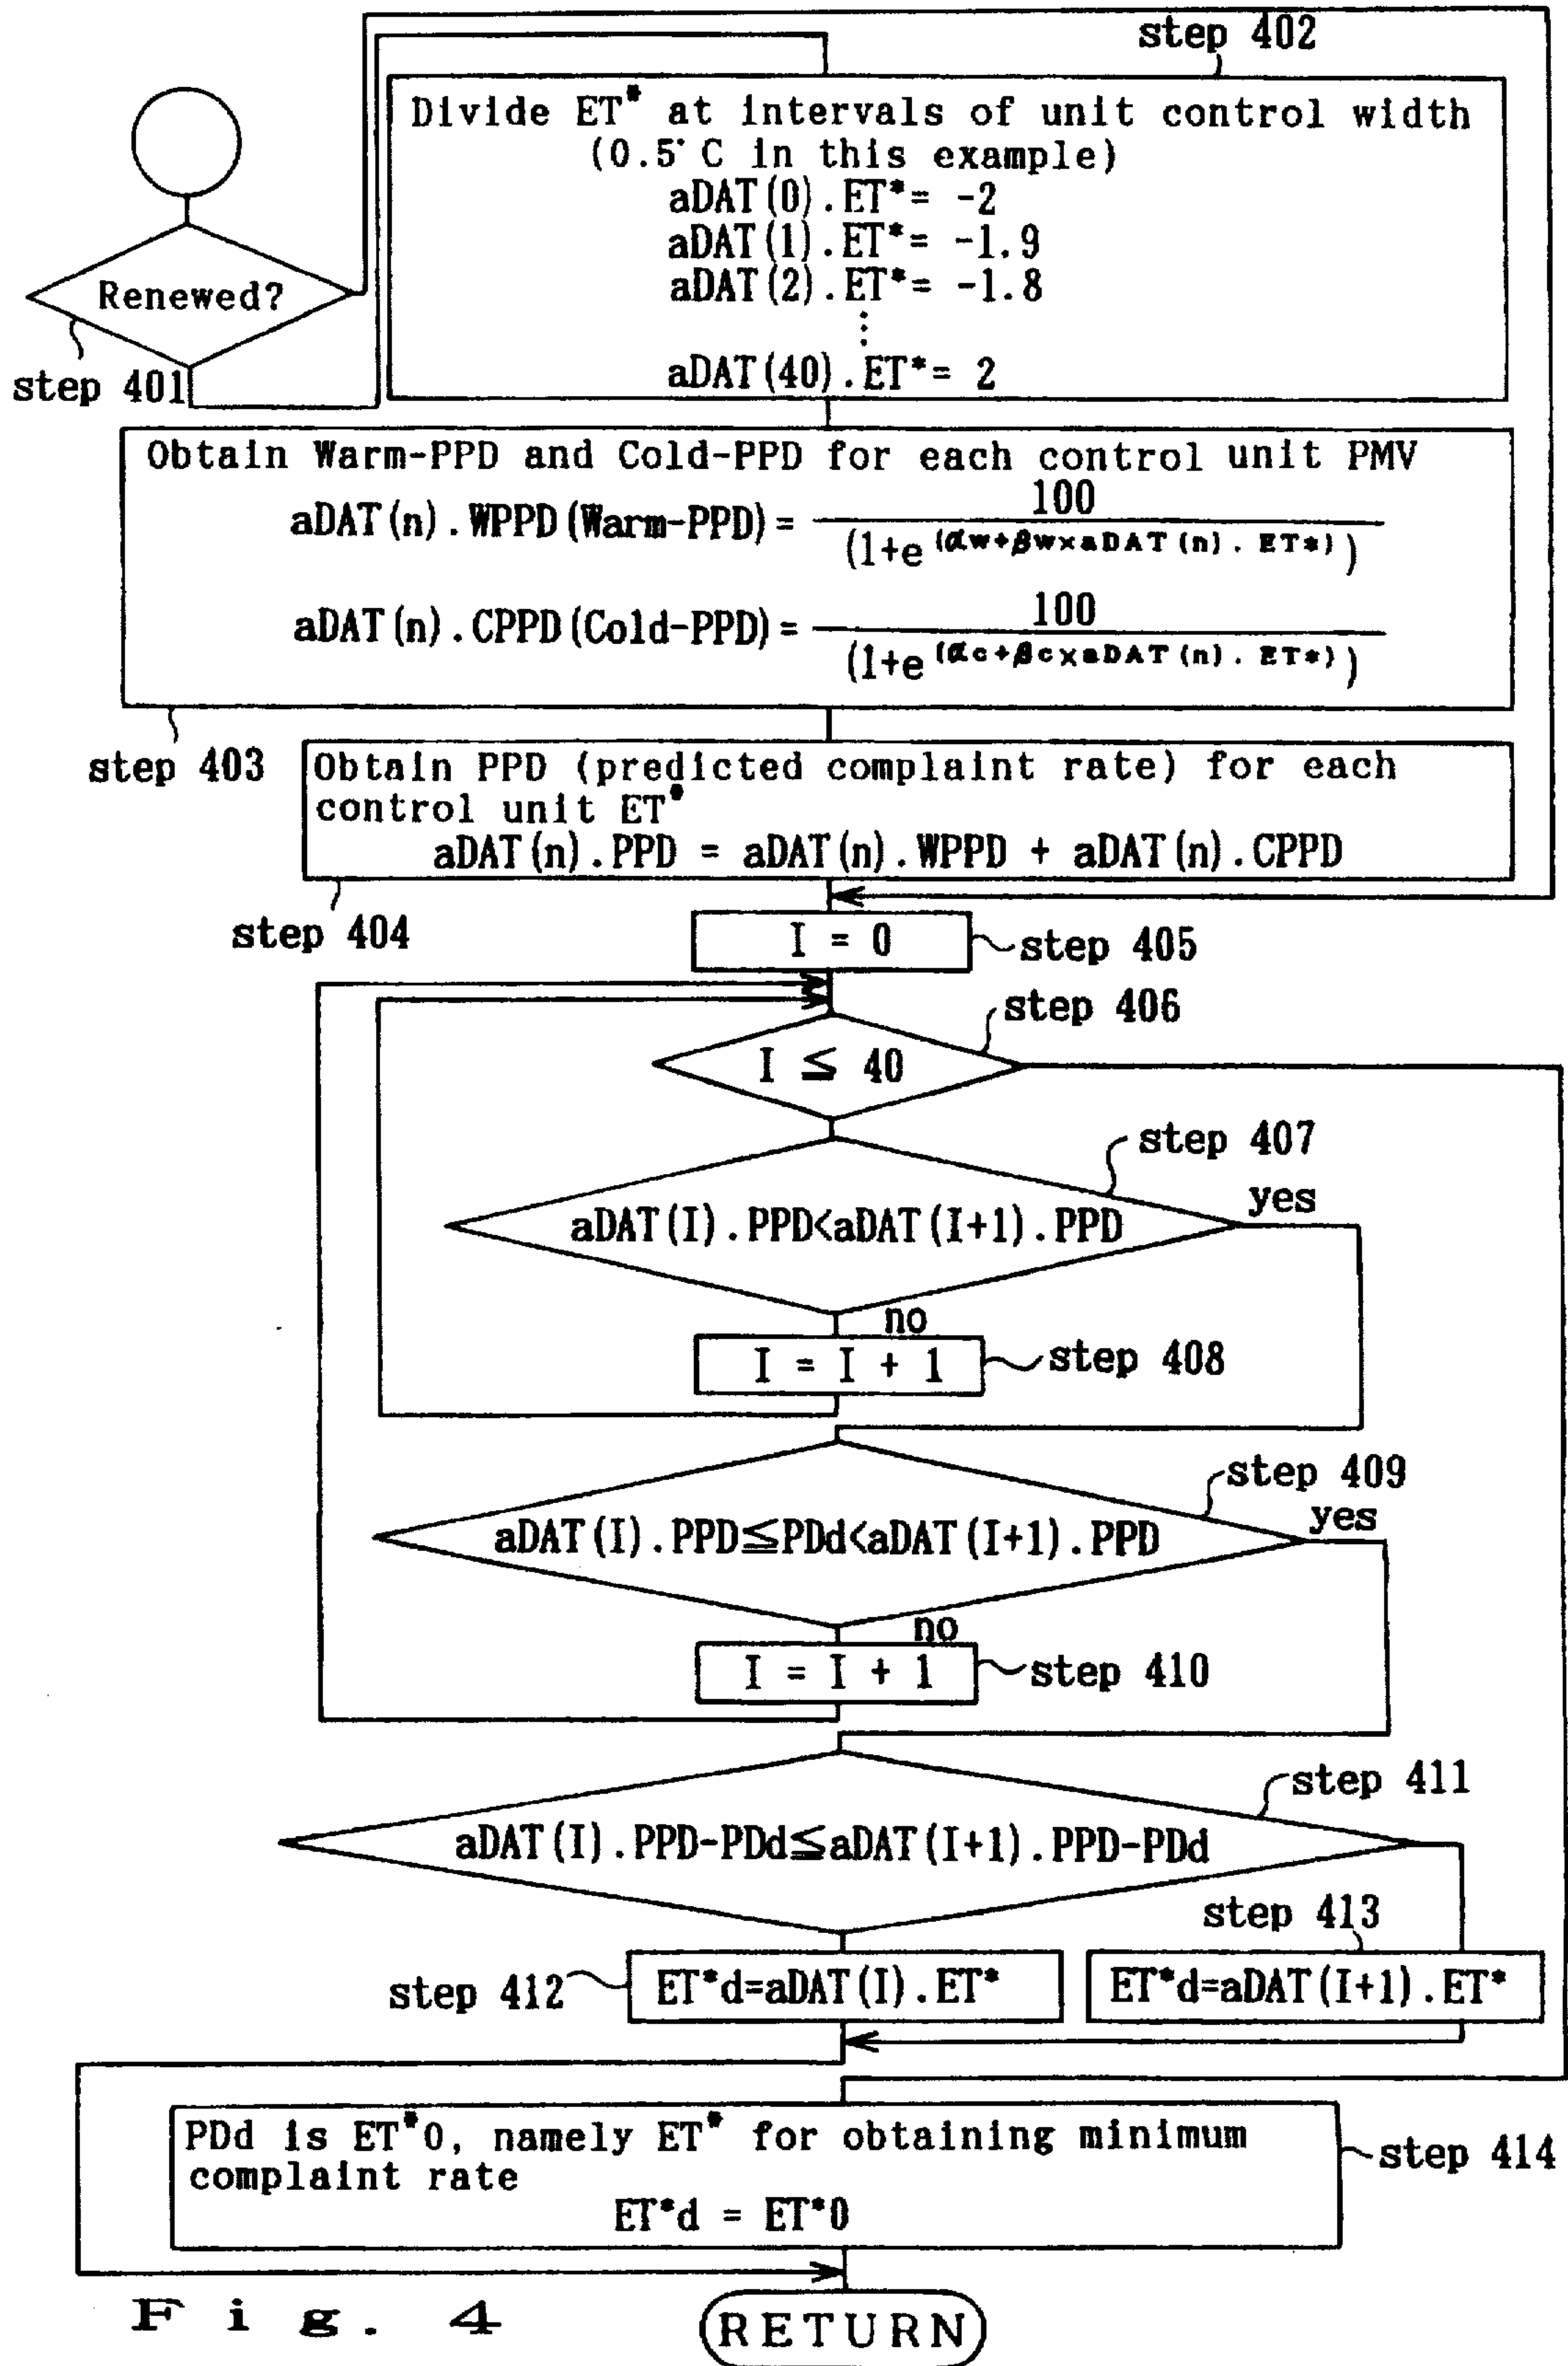 step 402
Divide ET* at intervals of unit control width
(0.5°C in this example)
aDAT(0).ET*= -2
aDAT(1).ET*= -1.9
aDAT(2).ET*= -1.8
⋮
aDAT(40).ET*= 2
Renewed?
step 401
Obtain Warm-PPD and Cold-PPD for each control unit PMV
aDAT(n).WPPD(Warm-PPD)= 100
(1+e(αw+βw×aDAT(n).ET*))
aDAT(n).CPPD(Cold-PPD)= 100
(1+e(αc+βc×aDAT(n).ET*))
step 403
Obtain PPD (predicted complaint rate) for each
control unit ET*
aDAT(n).PPD = aDAT(n).WPPD + aDAT(n).CPPD
step 404
I = 0
step 405
step 406
I ≦ 40
step 407
yes
aDAT(I).PPD<aDAT(I+1).PPD
no
I = I + 1
step 408
step 409
yes
aDAT(I).PPD≦PDd<aDAT(I+1).PPD
no
I = I + 1
step 410
step 411
aDAT(I).PPD-PDd≦aDAT(I+1).PPD-PDd
step 413
step 412
ET*d=aDAT(I).ET*
ET*d=aDAT(I+1).ET*
PDd is ET*0, namely ET* for obtaining minimum
complaint rate
ET*d = ET*0
step 414
Fig. 4
RETURN